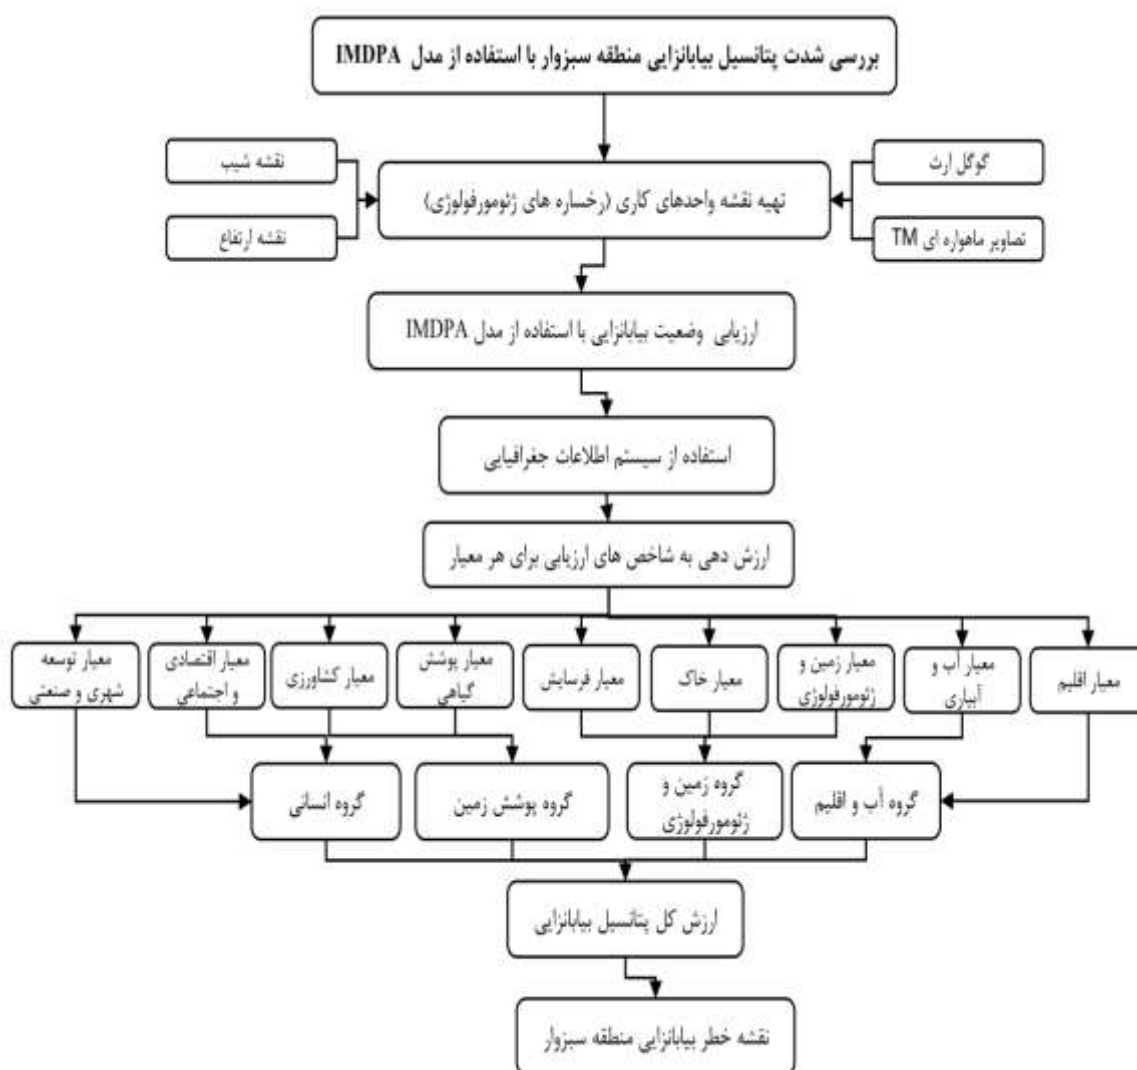 بررسی شدت پتانسیل بیابانزایی منطقه سبزوار با استفاده از مدل IMDPA
گوگل ارث
نقشه شیب
تهیه نقشه واحدهای کاری (رخساره های ژئومورفولوژی)
تصاویر ماهواره ای TM
نقشه ارتفاع
ارزیابی وضعیت بیابانزایی با استفاده از مدل IMDPA
استفاده از سیستم اطلاعات جغرافیایی
ارزش دهی به شاخص های ارزیابی برای هر معیار
معیار اقلیم
معیار آب و
آبیاری
معیار زمین و
ژئومورفولوژی
معیار خاک
معیار فرسایش
معیار پوشش
گیاهی
معیار کشاورزی
معیار اقتصادی
و اجتماعی
معیار توسعه
شهری و صنعتی
گروه آب و اقلیم
گروه زمین و
ژئومورفولوژی
گروه پوشش زمین
گروه انسانی
ارزش کل پتانسیل بیابانزایی
نقشه خطر بیابانزایی منطقه سبزوار